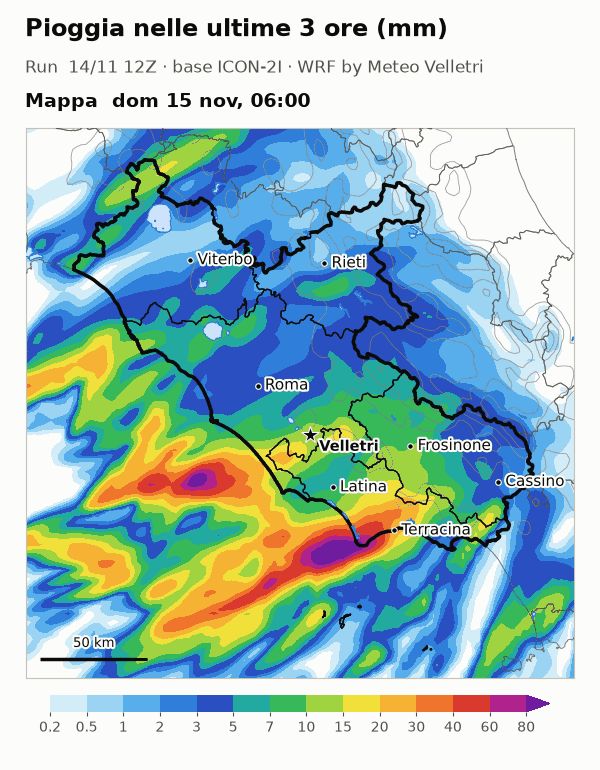 Pioggia nelle ultime 3 ore (mm)
Run 14/11 12Z · base ICON-2I · WRF by Meteo Velletri
Mappa dom 15 nov, 06:00
Viterbo
Rieti
Roma
Velletri
Frosinone
Cassino
Latina
Terracina
50 km
0.2 0.5 1 2 3 5 7 10 15 20 30 40 60 80